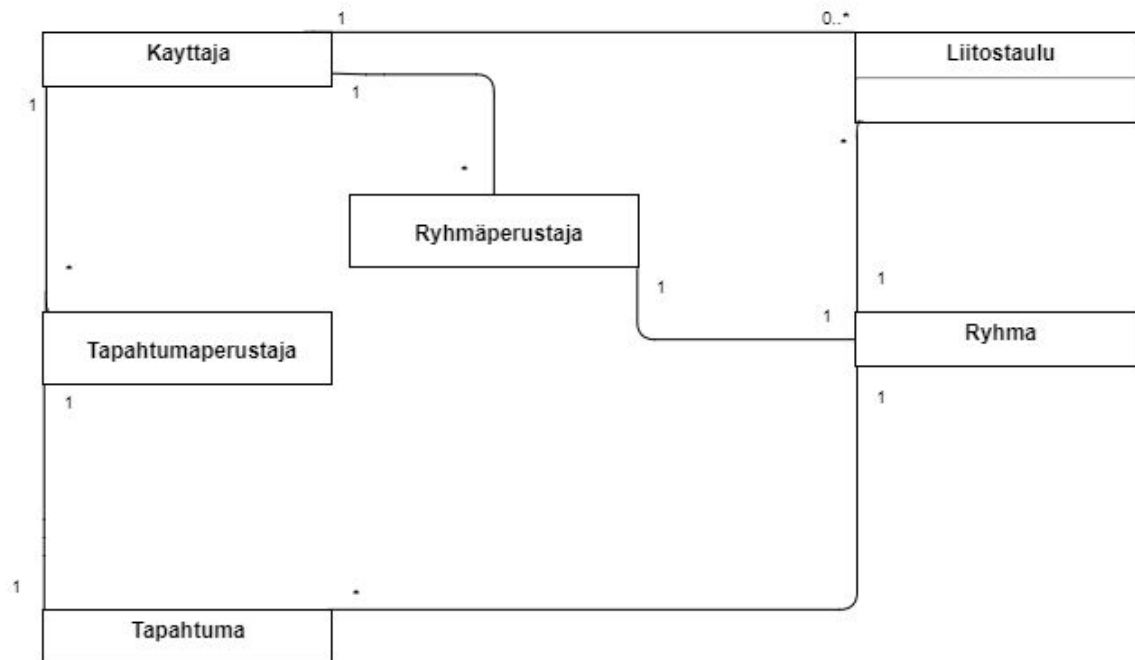 1
0..*
Kayttaja
Liitostaulu
1
1
*
*
Ryhmäperustaja
*
1
1
1
Ryhma
Tapahtumaperustaja
1
1
1
*
Tapahtuma